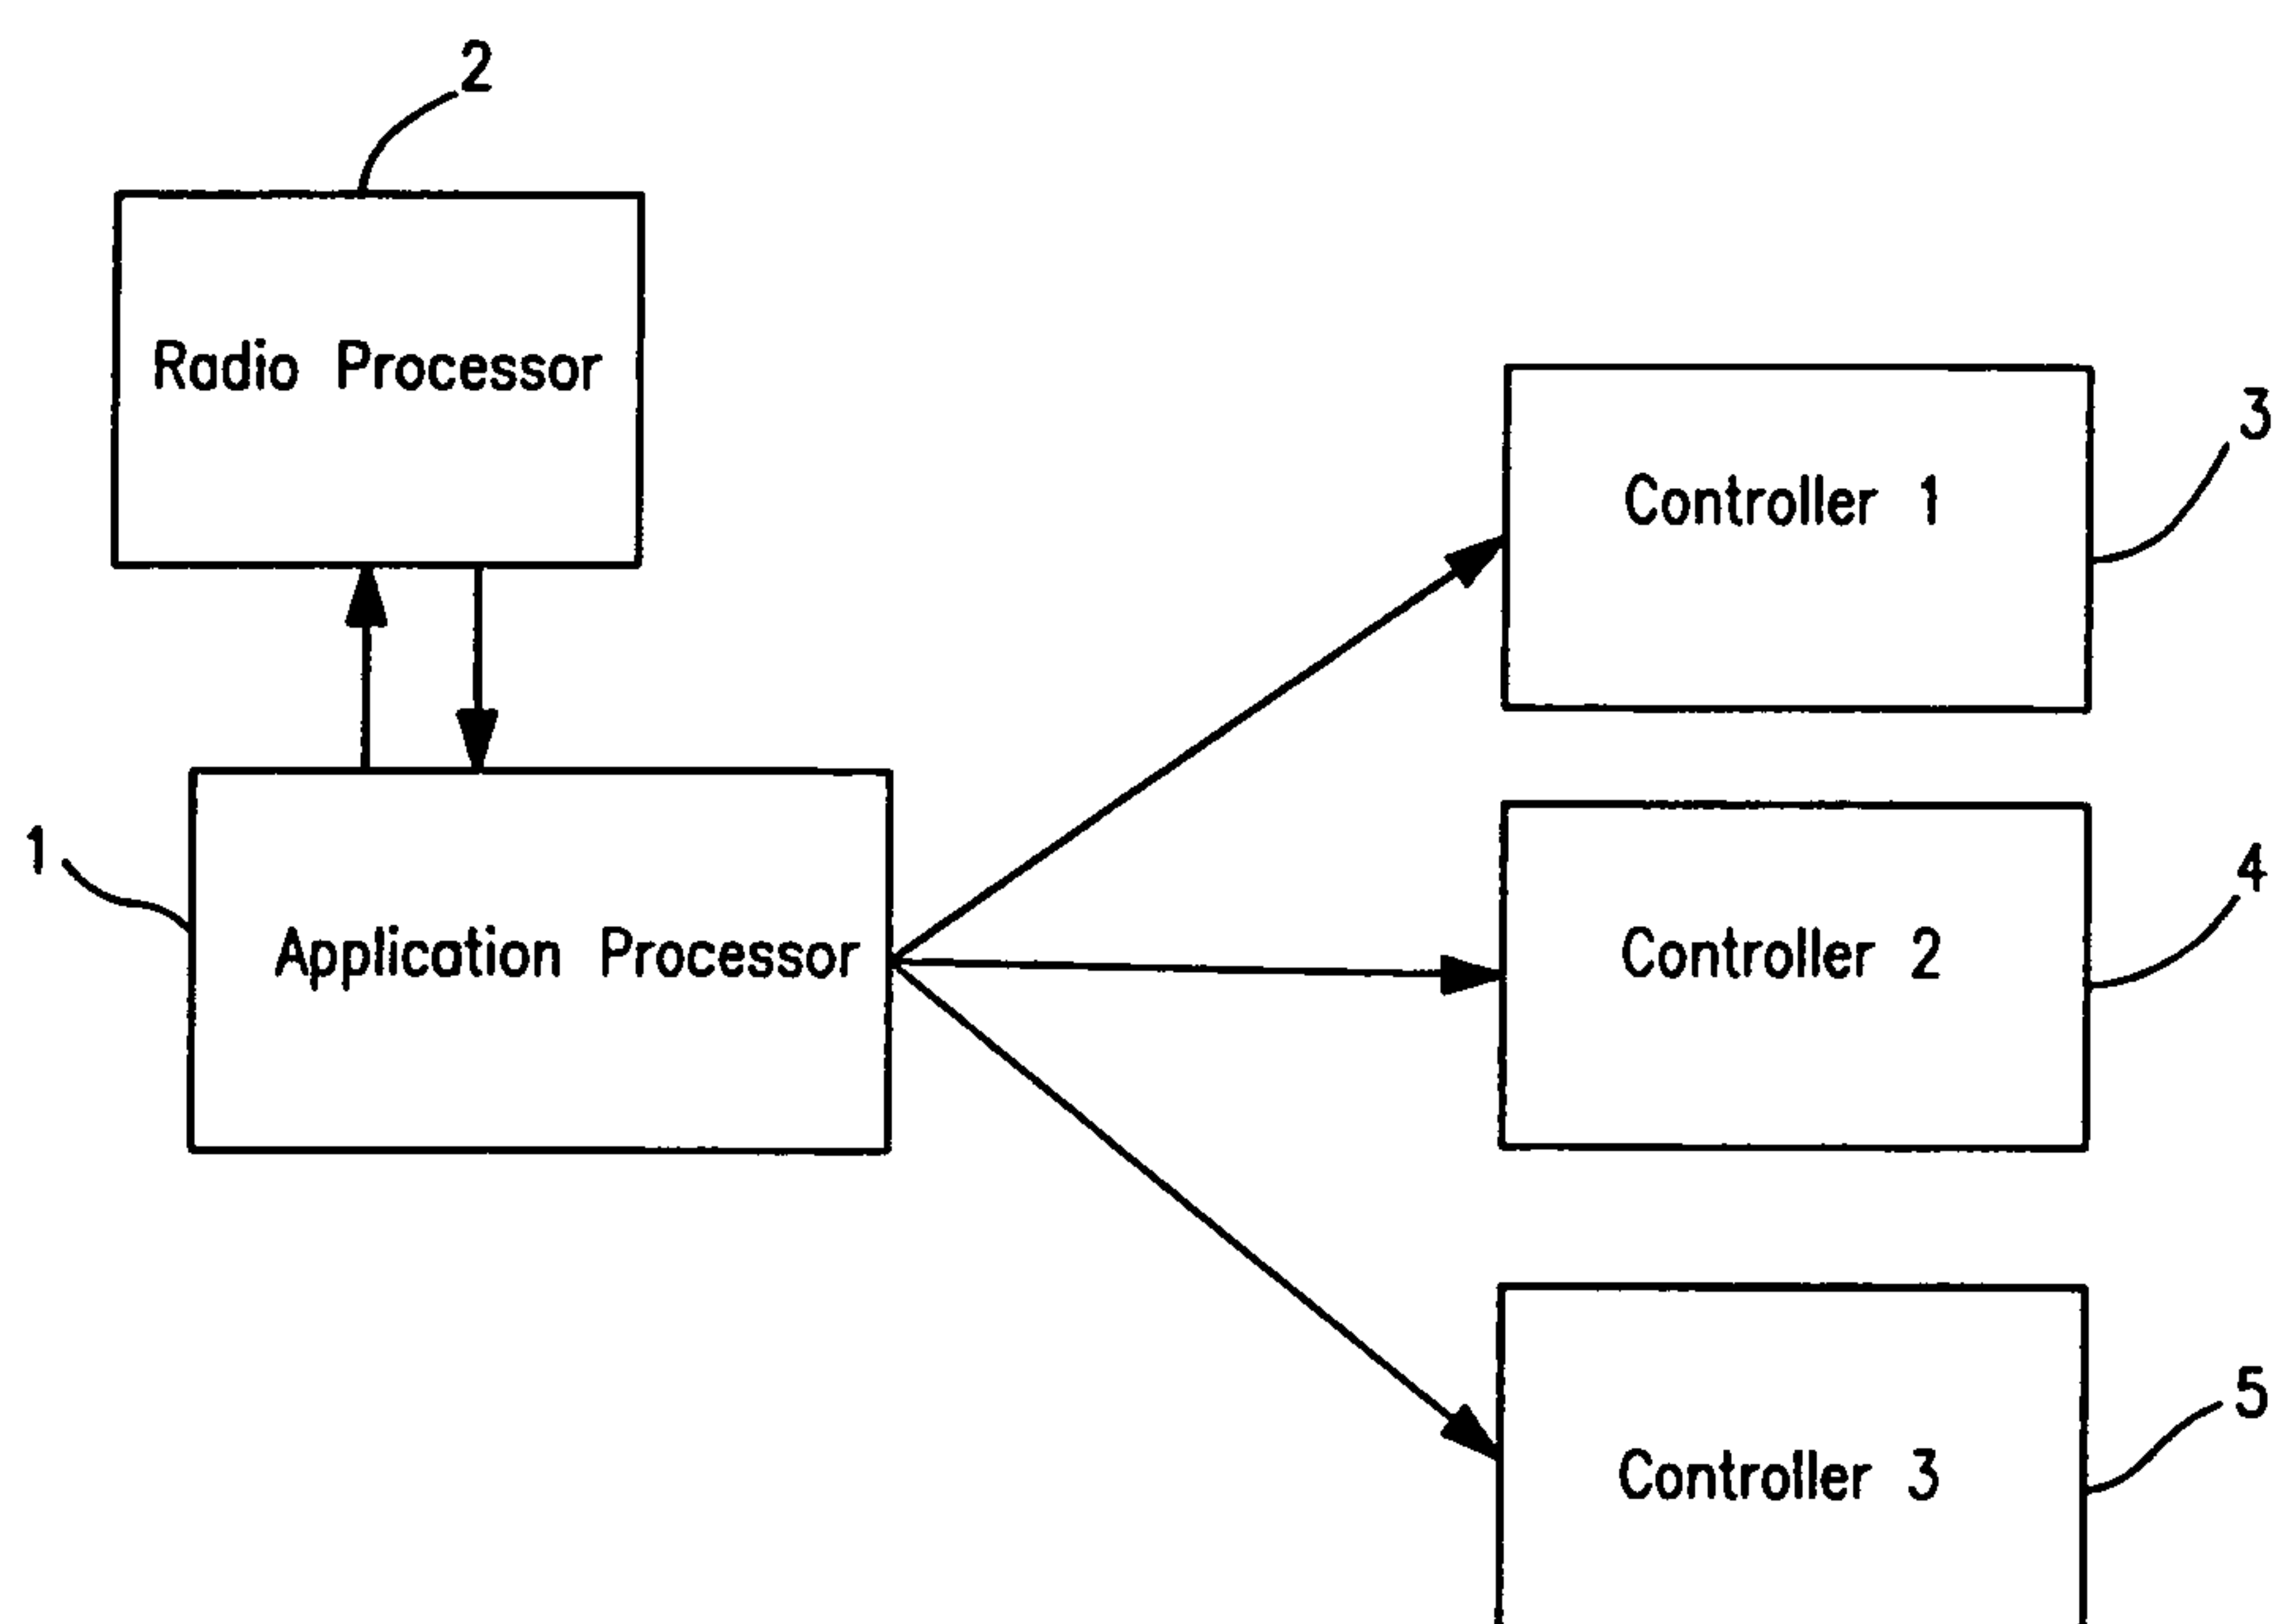 2
Radio Processor
3
Controller 1
1
Application Processor
4
Controller 2
5
Controller 3